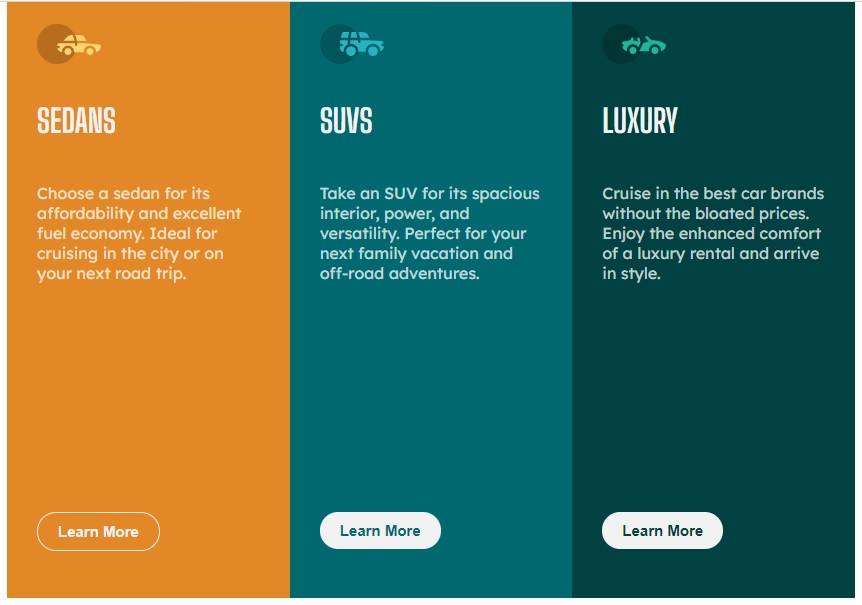 SEDANS
Choose a sedan for its
affordability and excellent
fuel economy. Ideal for
cruising in the city or on
your next road trip.
Learn More
SUVS
Take an SUV for its spacious
interior, power, and
versatility. Perfect for your
next family vacation and
off-road adventures.
Learn More
LUXURY
Cruise in the best car brands
without the bloated prices.
Enjoy the enhanced comfort
of a luxury rental and arrive
in style.
Learn More